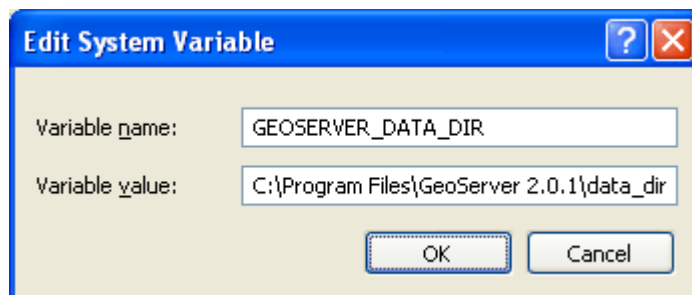 Edit System Variable
Variable name: GEOSERVER_DATA_DIR
Variable value: C:\Program Files\GeoServer 2.0.1\data_dir
OK Cancel